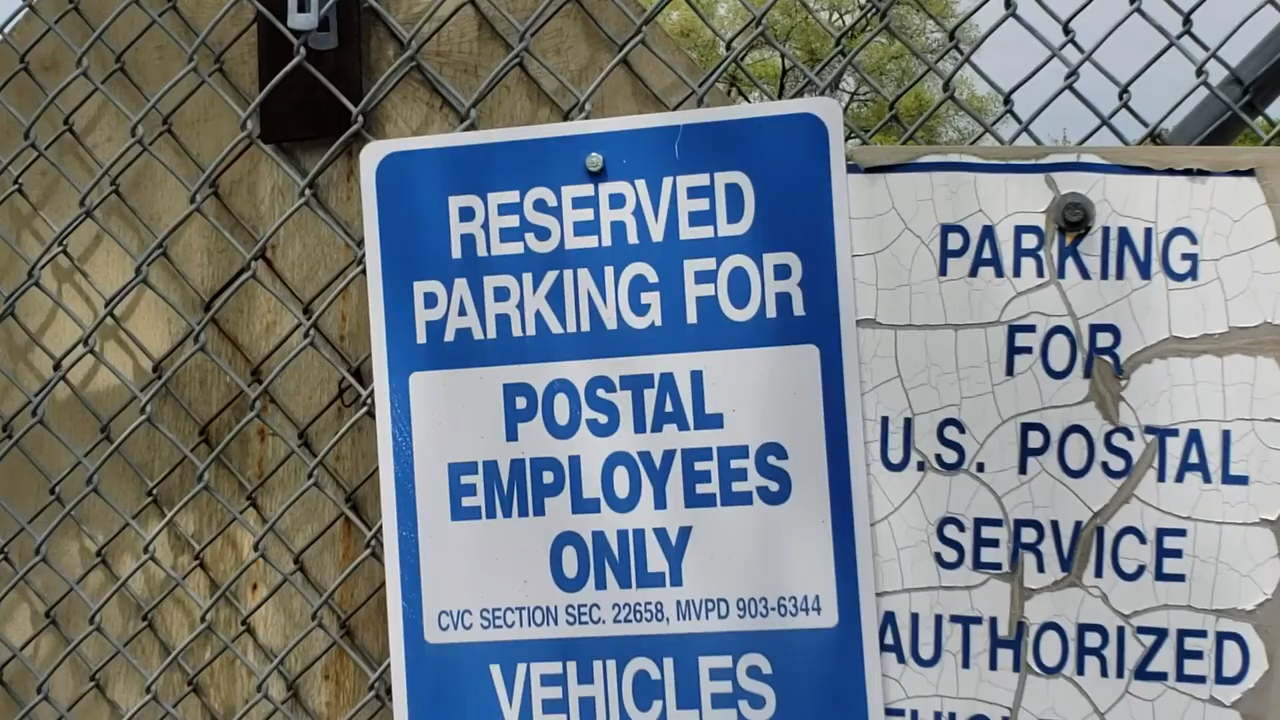 RESERVED
PARKING FOR
POSTAL
EMPLOYEES
ONLY
CVC SECTION SEC. 22658, MVPD 903-6344
VEHICLES
PARKING
FOR
U.S. POSTAL
SERVICE
AUTHORIZED